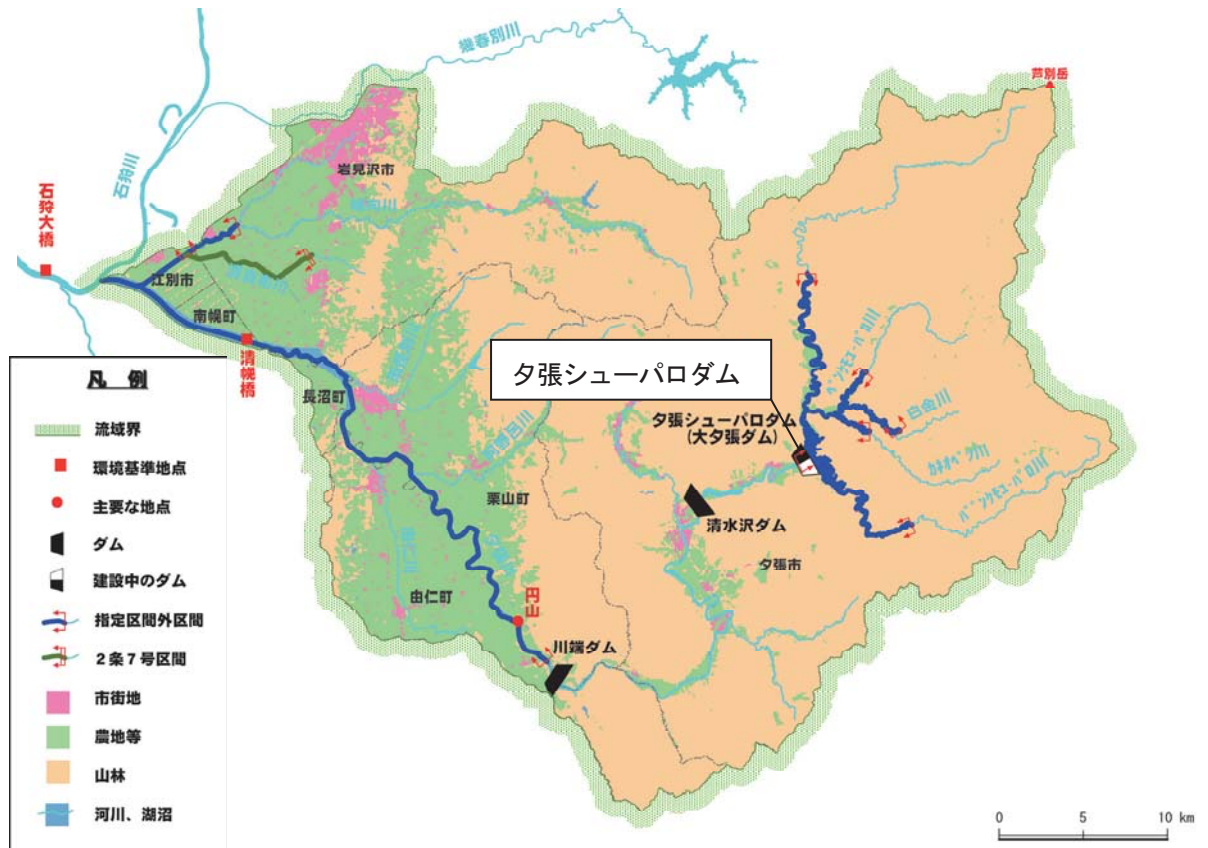 幾春別川
芦別岳
石狩川
岩見沢市
石狩大橋
江別市
南幌町
清幌橋
長沼町
夕張シューパロダム
夕張シューパロダム
(大夕張ダム)
白金川
栗山町
清水沢ダム
夕張市
由仁川
由仁町
円山
川端ダム
凡 例
流域界
環境基準地点
主要な地点
ダム
建設中のダム
指定区間外区間
2条7号区間
市街地
農地等
山林
河川、湖沼
0 5 10 km